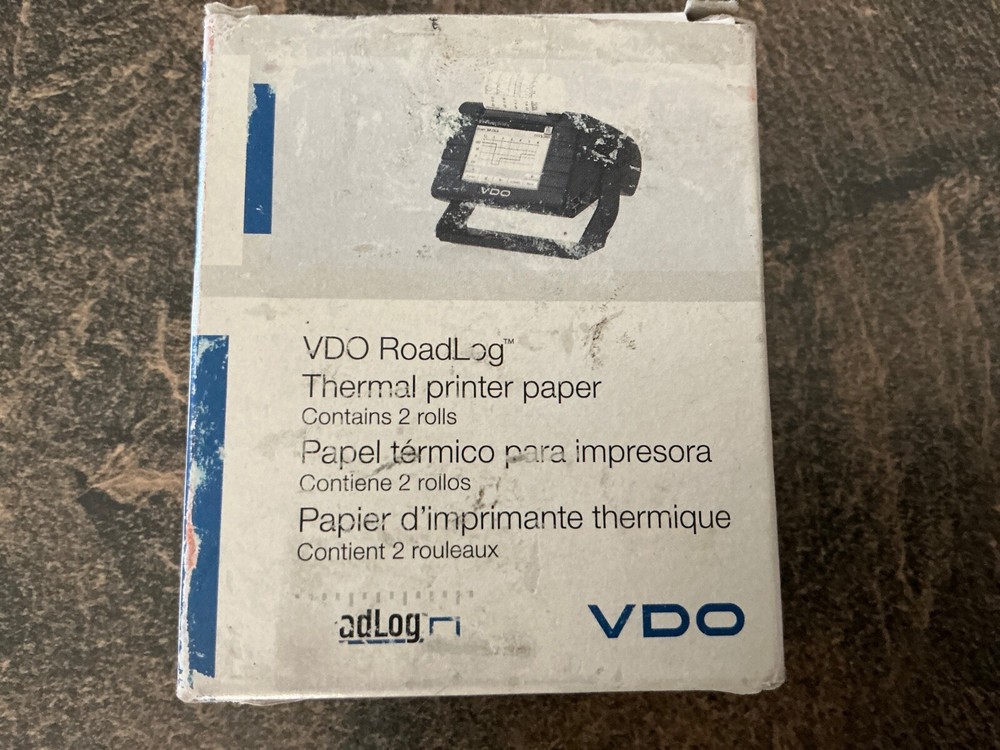 VDO
VDO RoadLog™
Thermal printer paper
Contains 2 rolls
Papel térmico para impresora
Contiene 2 rollos
Papier d'imprimante thermique
Contient 2 rouleaux
adLog
VDO